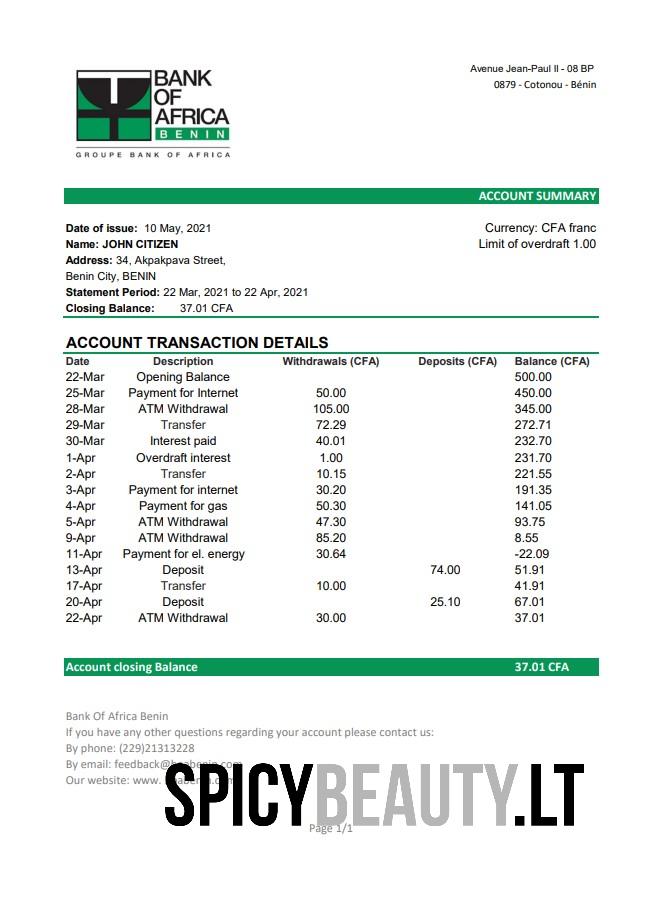 BANK
OF
AFRICA
BENIN
GROUPE BANK OF AFRICA
Avenue Jean-Paul II - 08 BP
0879 - Cotonou - Bénin
ACCOUNT SUMMARY
Date of issue: 10 May, 2021
Currency: CFA franc
Name: JOHN CITIZEN
Limit of overdraft 1.00
Address: 34, Akpakpava Street,
Benin City, BENIN
Statement Period: 22 Mar, 2021 to 22 Apr, 2021
Closing Balance: 37.01 CFA
ACCOUNT TRANSACTION DETAILS
Date Description Withdrawals (CFA) Deposits (CFA) Balance (CFA)
22-Mar Opening Balance 500.00
25-Mar Payment for Internet 50.00 450.00
28-Mar ATM Withdrawal 105.00 345.00
29-Mar Transfer 72.29 272.71
30-Mar Interest paid 40.01 232.70
1-Apr Overdraft interest 1.00 231.70
2-Apr Transfer 10.15 221.55
3-Apr Payment for internet 30.20 191.35
4-Apr Payment for gas 50.30 141.05
5-Apr ATM Withdrawal 47.30 93.75
9-Apr ATM Withdrawal 85.20 8.55
11-Apr Payment for el. energy 30.64 -22.09
13-Apr Deposit 74.00 51.91
17-Apr Transfer 10.00 41.91
20-Apr Deposit 25.10 67.01
22-Apr ATM Withdrawal 30.00 37.01
Account closing Balance 37.01 CFA
Bank Of Africa Benin
If you have any other questions regarding your account please contact us:
By phone: (229)21313228
By email: feedback@boabenin.com
Our website: www.
SPICYBEAUTY.LT
Page 1/1